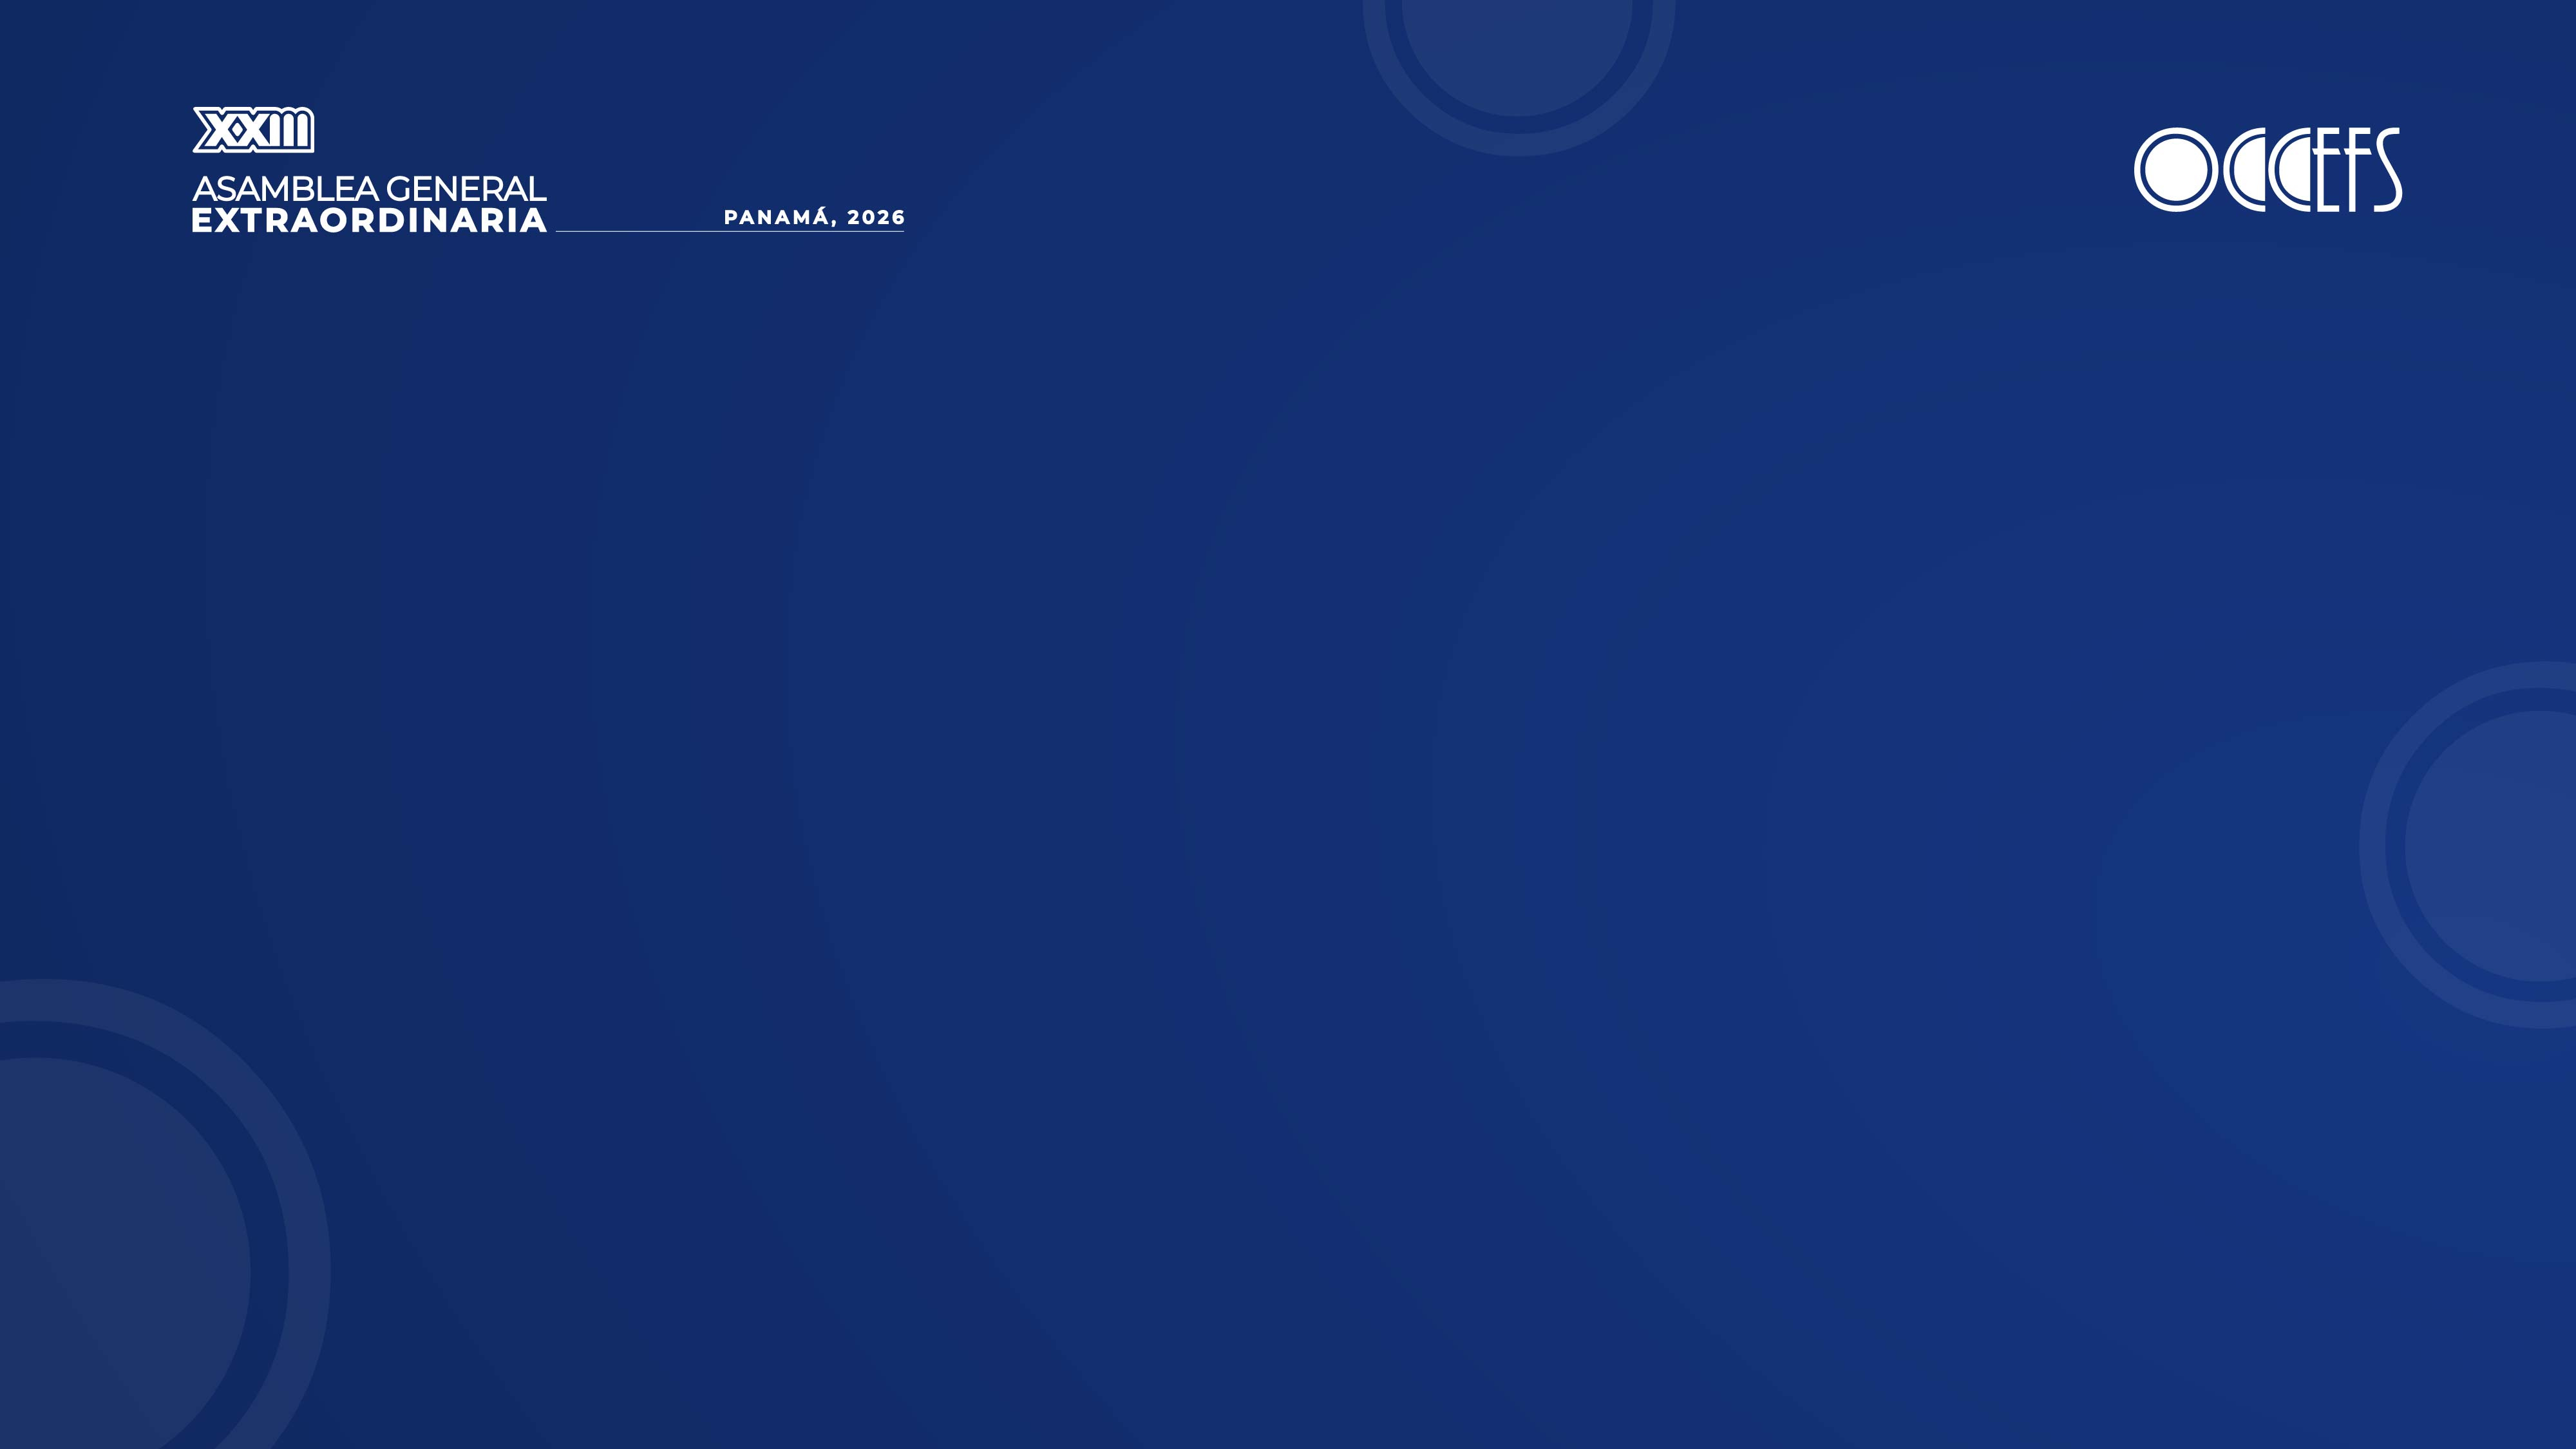 XXIII
ASAMBLEA GENERAL
EXTRAORDINARIA
PANAMÁ, 2026
OCCEFS